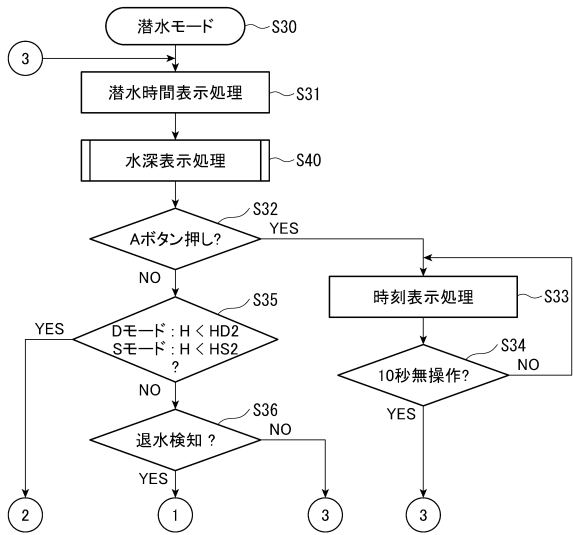 潜水モード
S30
3
潜水時間表示処理
S31
水深表示処理
S40
Aボタン押し?
S32
YES
NO
時刻表示処理
S33
Dモード : H < HD2
Sモード : H < HS2
?
S35
YES
NO
10秒無操作?
S34
NO
YES
退水検知 ?
S36
NO
YES
2
1
3
3